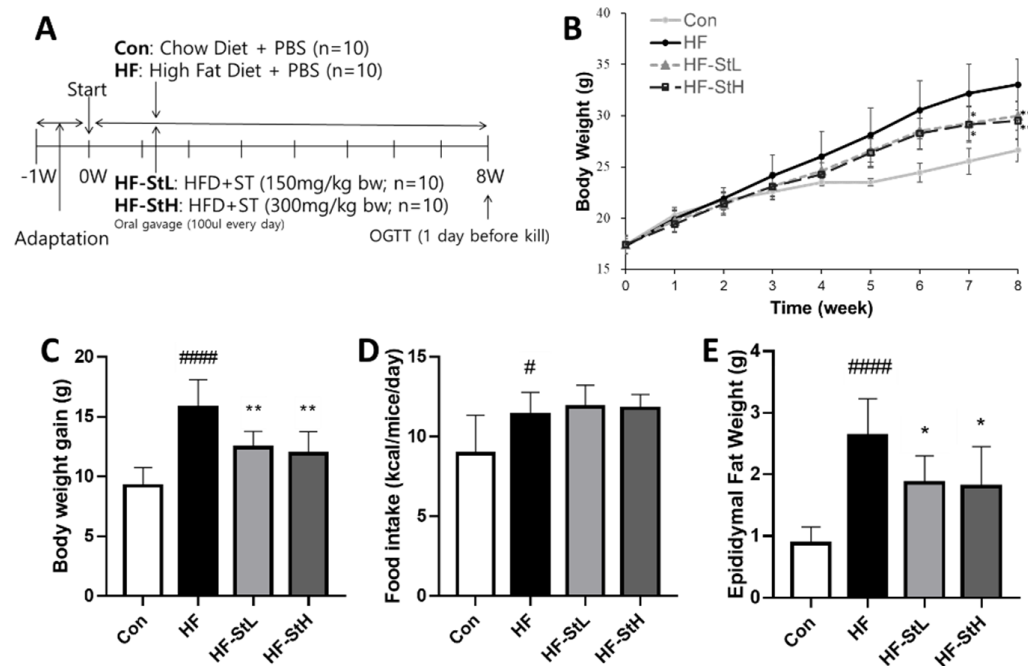 A
Con: Chow Diet + PBS (n=10)
HF: High Fat Diet + PBS (n=10)
Start
-1W
0W
8W
HF-StL: HFD+ST (150mg/kg bw; n=10)
HF-StH: HFD+ST (300mg/kg bw; n=10)
Oral gavage (100ul every day)
Adaptation
OGTT (1 day before kill)
B
Body Weight (g)
40
35
30
25
20
15
Con
HF
HF-StL
HF-StH
*
*
*
*
0 1 2 3 4 5 6 7 8
Time (week)
C
Body weight gain (g)
20
15
10
5
0
####
**
**
Con
HF
HF-StL
HF-StH
D
Food intake (kcal/mice/day)
15
10
5
0
#
Con
HF
HF-StL
HF-StH
E
Epididymal Fat Weight (g)
4
3
2
1
0
####
*
*
Con
HF
HF-StL
HF-StH